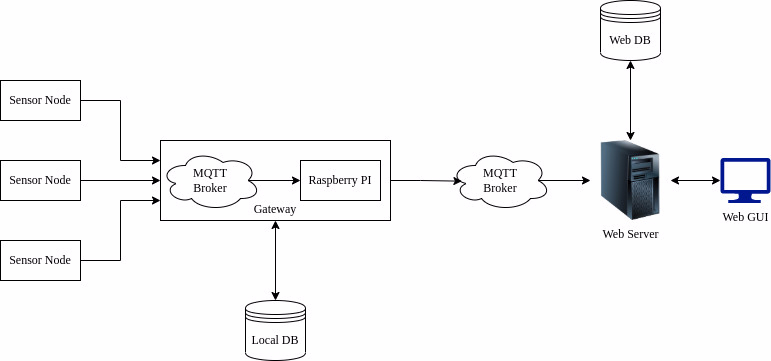 Web DB
Sensor Node
MQTT
Broker
Sensor Node
Raspberry PI
Gateway
MQTT
Broker
Web Server
Web GUI
Sensor Node
Local DB